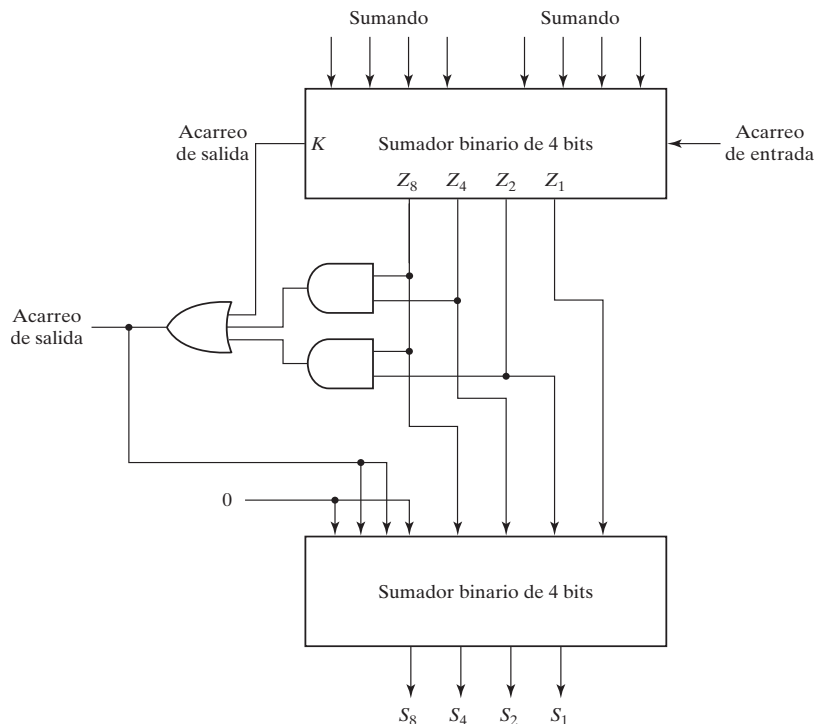 Sumando
Sumando
Acarreo
de salida
K
Sumador binario de 4 bits
Acarreo
de entrada
Z8 Z4 Z2 Z1
Acarreo
de salida
0
Sumador binario de 4 bits
S8 S4 S2 S1